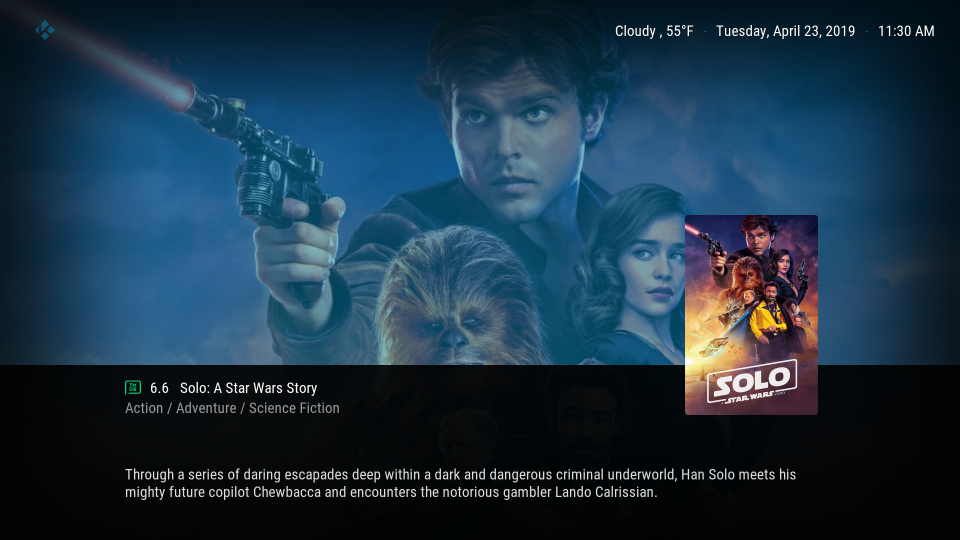 Cloudy , 55°F - Tuesday, April 23, 2019 - 11:30 AM
SOLO
A STAR WARS STORY
6.6 Solo: A Star Wars Story
Action / Adventure / Science Fiction
Through a series of daring escapades deep within a dark and dangerous criminal underworld, Han Solo meets his
mighty future copilot Chewbacca and encounters the notorious gambler Lando Calrissian.